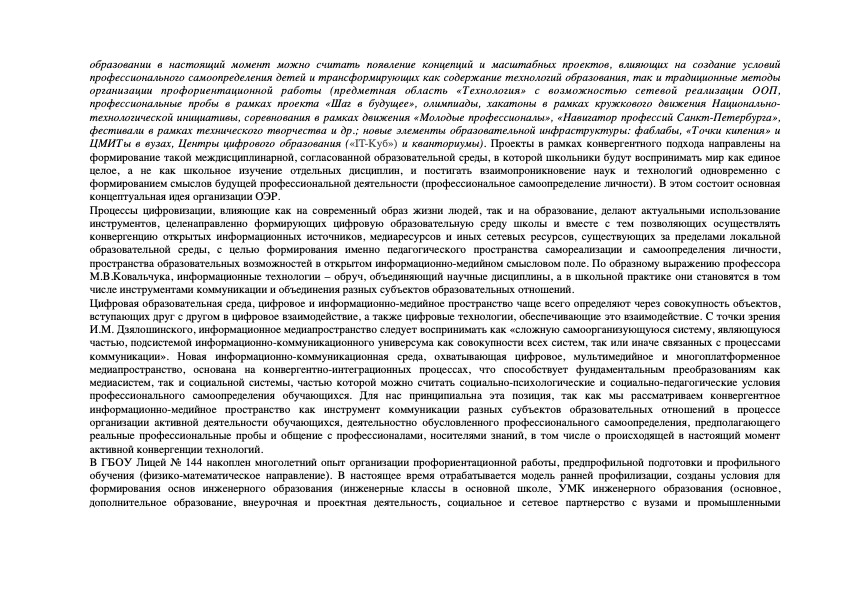 образовании в настоящий момент можно считать появление концепций и масштабных проектов, влияющих на создание условий
профессионального самоопределения детей и трансформирующих как содержание технологий образования, так и традиционные методы
организации профориентационной работы (предметная область «Технология» с возможностью сетевой реализации ООП,
профессиональные пробы в рамках проекта «Шаг в будущее», олимпиады, хакатоны в рамках кружкового движения Национально-
технологической инициативы, соревнования в рамках движения «Молодые профессионалы», «Навигатор профессий Санкт-Петербурга»,
фестивали в рамках технического творчества и др.; новые элементы образовательной инфраструктуры: фаблабы, «Точки кипения» и
ЦМИТы в вузах, Центры цифрового образования («IT-Куб») и кванториумы). Проекты в рамках конвергентного подхода направлены на
формирование такой междисциплинарной, согласованной образовательной среды, в которой школьники будут воспринимать мир как единое
целое, а не как школьное изучение отдельных дисциплин, и постигать взаимопроникновение наук и технологий одновременно с
формированием смыслов будущей профессиональной деятельности (профессиональное самоопределение личности). В этом состоит основная
концептуальная идея организации ОЭР.
Процессы цифровизации, влияющие как на современный образ жизни людей, так и на образование, делают актуальными использование
инструментов, целенаправленно формирующих цифровую образовательную среду школы и вместе с тем позволяющих осуществлять
конвергенцию открытых информационных источников, медиаресурсов и иных сетевых ресурсов, существующих за пределами локальной
образовательной среды, с целью формирования именно педагогического пространства самореализации и самоопределения личности,
пространства образовательных возможностей в открытом информационно-медийном смысловом поле. По образному выражению профессора
М.В.Ковальчука, информационные технологии – обруч, объединяющий научные дисциплины, а в школьной практике они становятся в том
числе инструментами коммуникации и объединения разных субъектов образовательных отношений.
Цифровая образовательная среда, цифровое и информационно-медийное пространство чаще всего определяют через совокупность объектов,
вступающих друг с другом в цифровое взаимодействие, а также цифровые технологии, обеспечивающие это взаимодействие. С точки зрения
И.М. Дзялошинского, информационное медиапространство следует воспринимать как «сложную самоорганизующуюся систему, являющуюся
частью, подсистемой информационно-коммуникационного универсума как совокупности всех систем, так или иначе связанных с процессами
коммуникации». Новая информационно-коммуникационная среда, охватывающая цифровое, мультимедийное и многоплатформенное
медиапространство, основана на конвергентно-интеграционных процессах, что способствует фундаментальным преобразованиям как
медиасистем, так и социальной системы, частью которой можно считать социально-психологические и социально-педагогические условия
профессионального самоопределения обучающихся. Для нас принципиальна эта позиция, так как мы рассматриваем конвергентное
информационно-медийное пространство как инструмент коммуникации разных субъектов образовательных отношений в процессе
организации активной деятельности обучающихся, деятельностно обусловленного профессионального самоопределения, предполагающего
реальные профессиональные пробы и общение с профессионалами, носителями знаний, в том числе о происходящей в настоящий момент
активной конвергенции технологий.
В ГБОУ Лицей № 144 накоплен многолетний опыт организации профориентационной работы, предпрофильной подготовки и профильного
обучения (физико-математическое направление). В настоящее время отрабатывается модель ранней профилизации, созданы условия для
формирования основ инженерного образования (инженерные классы в основной школе, УМК инженерного образования (основное,
дополнительное образование, внеурочная и проектная деятельность, социальное и сетевое партнерство с вузами и промышленными